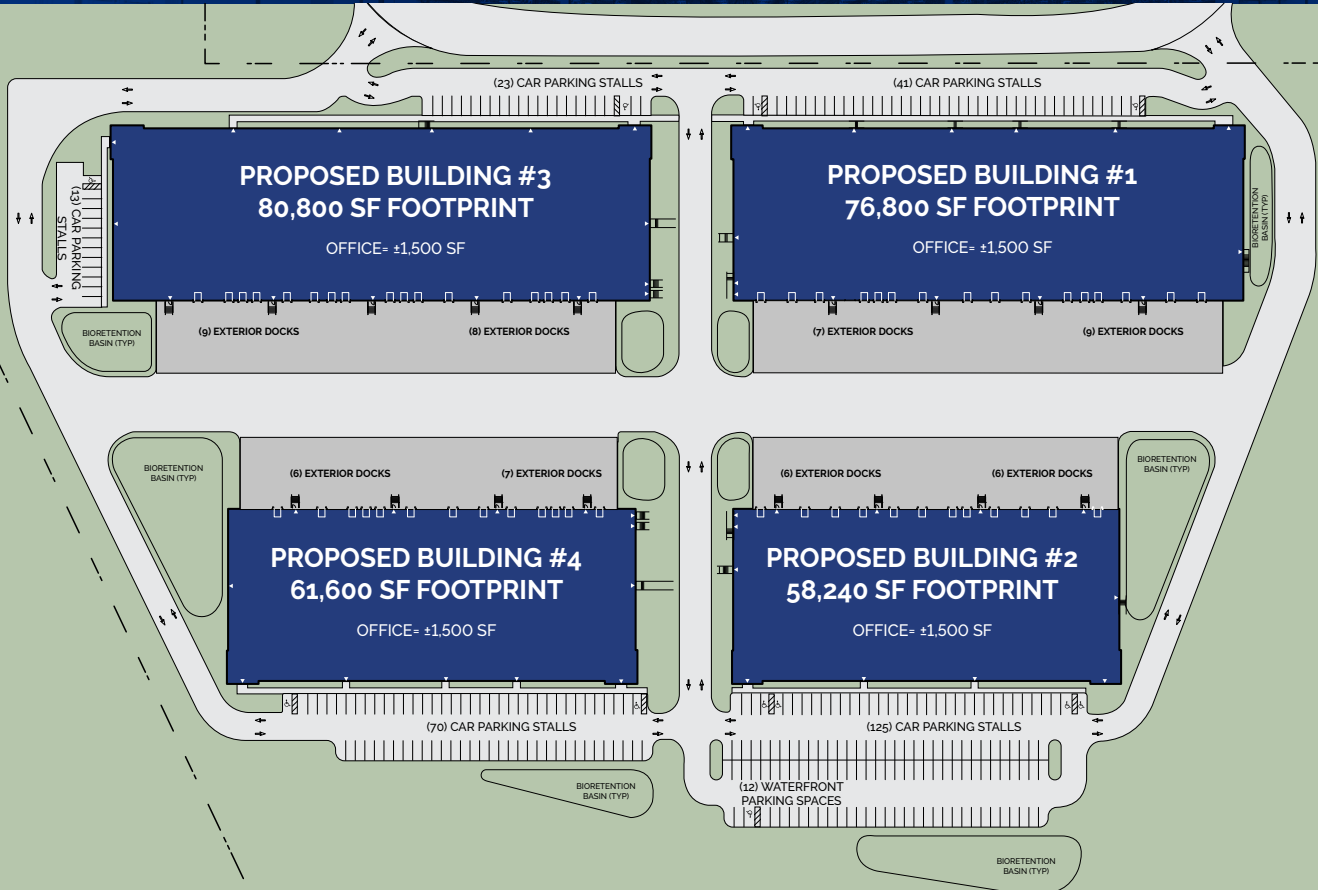 (23) CAR PARKING STALLS
(41) CAR PARKING STALLS
PROPOSED BUILDING #3
80,800 SF FOOTPRINT
OFFICE= ±1,500 SF
PROPOSED BUILDING #1
76,800 SF FOOTPRINT
OFFICE= ±1,500 SF
(13) CAR PARKING
STALLS
BIORETENTION
BASIN (TYP)
BIORETENTION
BASIN (TYP)
(9) EXTERIOR DOCKS
(8) EXTERIOR DOCKS
(7) EXTERIOR DOCKS
(9) EXTERIOR DOCKS
BIORETENTION
BASIN (TYP)
(6) EXTERIOR DOCKS
(7) EXTERIOR DOCKS
(6) EXTERIOR DOCKS
(6) EXTERIOR DOCKS
BIORETENTION
BASIN (TYP)
PROPOSED BUILDING #4
61,600 SF FOOTPRINT
OFFICE= ±1,500 SF
PROPOSED BUILDING #2
58,240 SF FOOTPRINT
OFFICE= ±1,500 SF
(70) CAR PARKING STALLS
(125) CAR PARKING STALLS
BIORETENTION
BASIN (TYP)
(12) WATERFRONT
PARKING SPACES
BIORETENTION
BASIN (TYP)